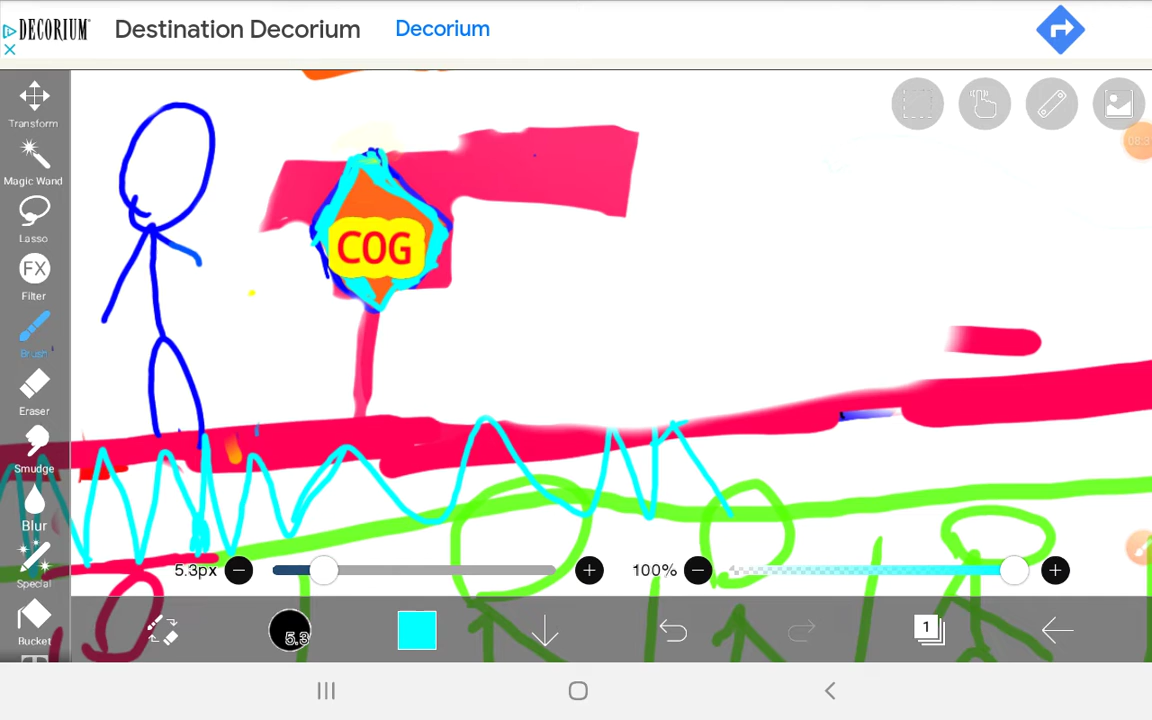 DECORIUM
Destination Decorium
Decorium
Transform
Magic Wand
Lasso
FX
Filter
Brush
Eraser
Smudge
Blur
Special
Bucket
COG
5.3px
100%
5.3
1